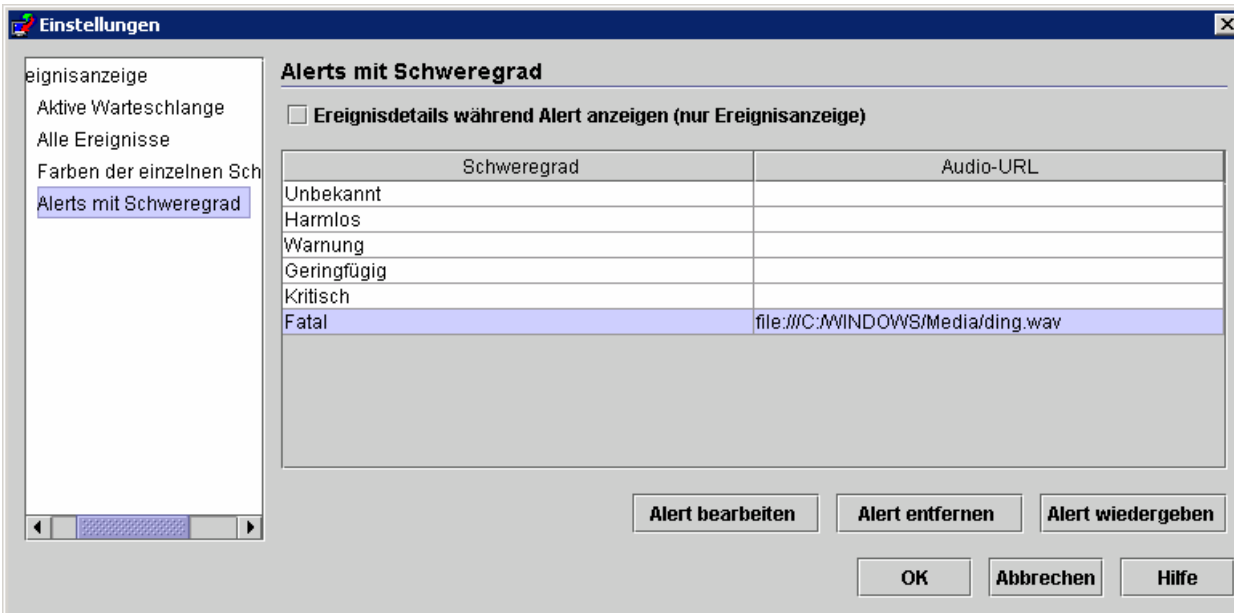 Einstellungen
eignisanzeige
Aktive Warteschlange
Alle Ereignisse
Farben der einzelnen Sch
Alerts mit Schweregrad
Alerts mit Schweregrad
Ereignisdetails während Alert anzeigen (nur Ereignisanzeige)
Schweregrad Audio-URL
Unbekannt
Harmlos
Warnung
Geringfügig
Kritisch
Fatal file:///C:/WINDOWS/Media/ding.wav
Alert bearbeiten Alert entfernen Alert wiedergeben
OK Abbrechen Hilfe